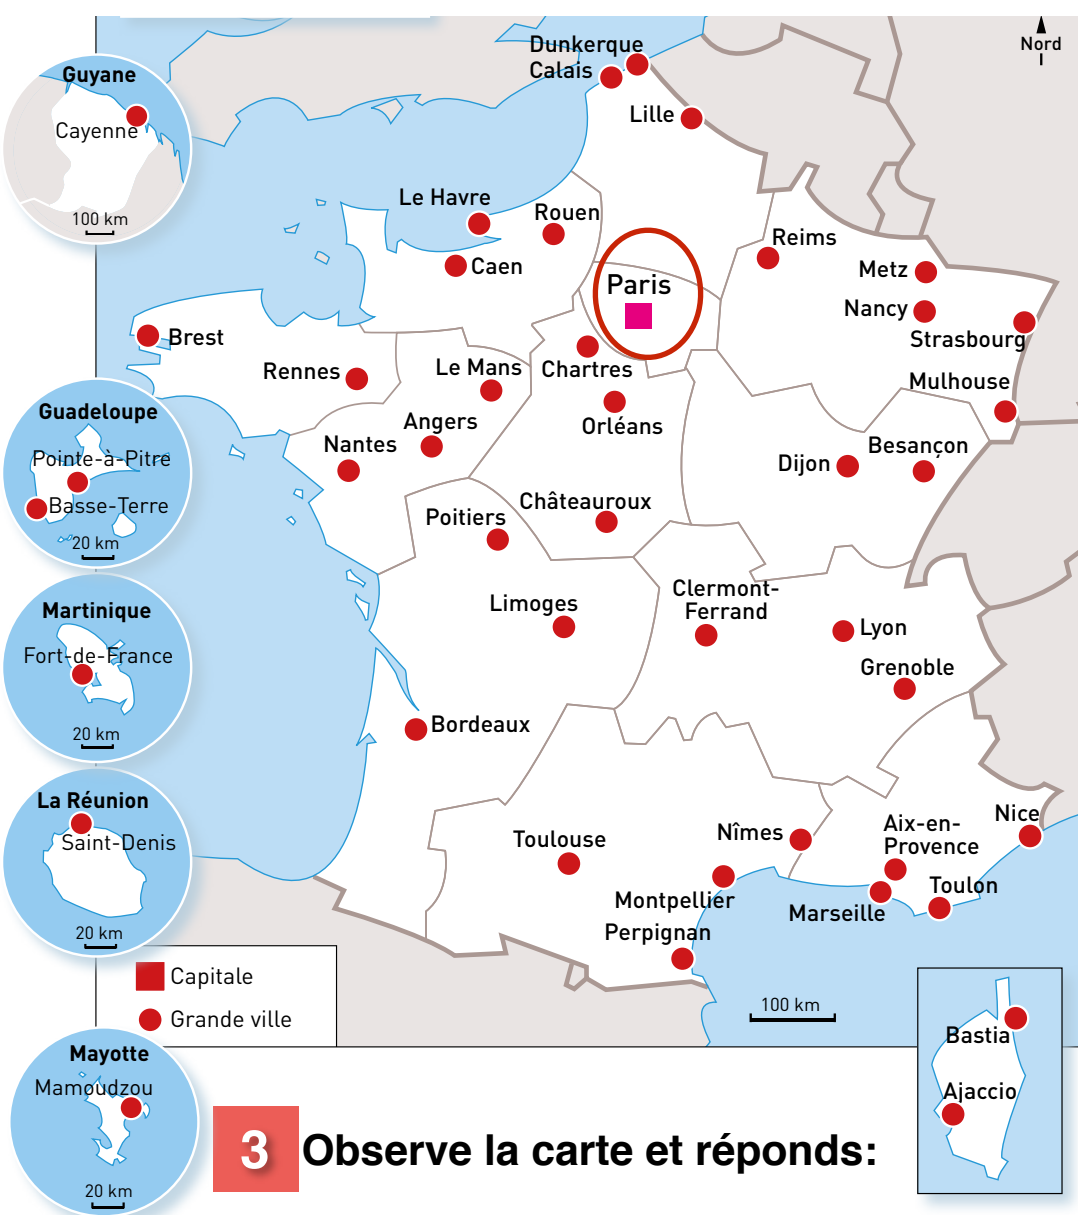 Nord
Dunkerque
Calais
Lille
Guyane
Cayenne
100 km
Le Havre
Rouen
Caen
Reims
Metz
Nancy
Strasbourg
Mulhouse
Paris
Brest
Rennes
Le Mans
Chartres
Orléans
Angers
Nantes
Dijon
Besançon
Guadeloupe
Pointe-à-Pitre
Basse-Terre
20 km
Châteauroux
Poitiers
Limoges
Clermont-
Ferrand
Lyon
Grenoble
Martinique
Fort-de-France
20 km
Bordeaux
La Réunion
Saint-Denis
20 km
Toulouse
Nîmes
Aix-en-
Provence
Nice
Montpellier
Marseille
Toulon
Perpignan
100 km
Capitale
Grande ville
Bastia
Ajaccio
Mayotte
Mamoudzou
20 km
3 Observe la carte et réponds: